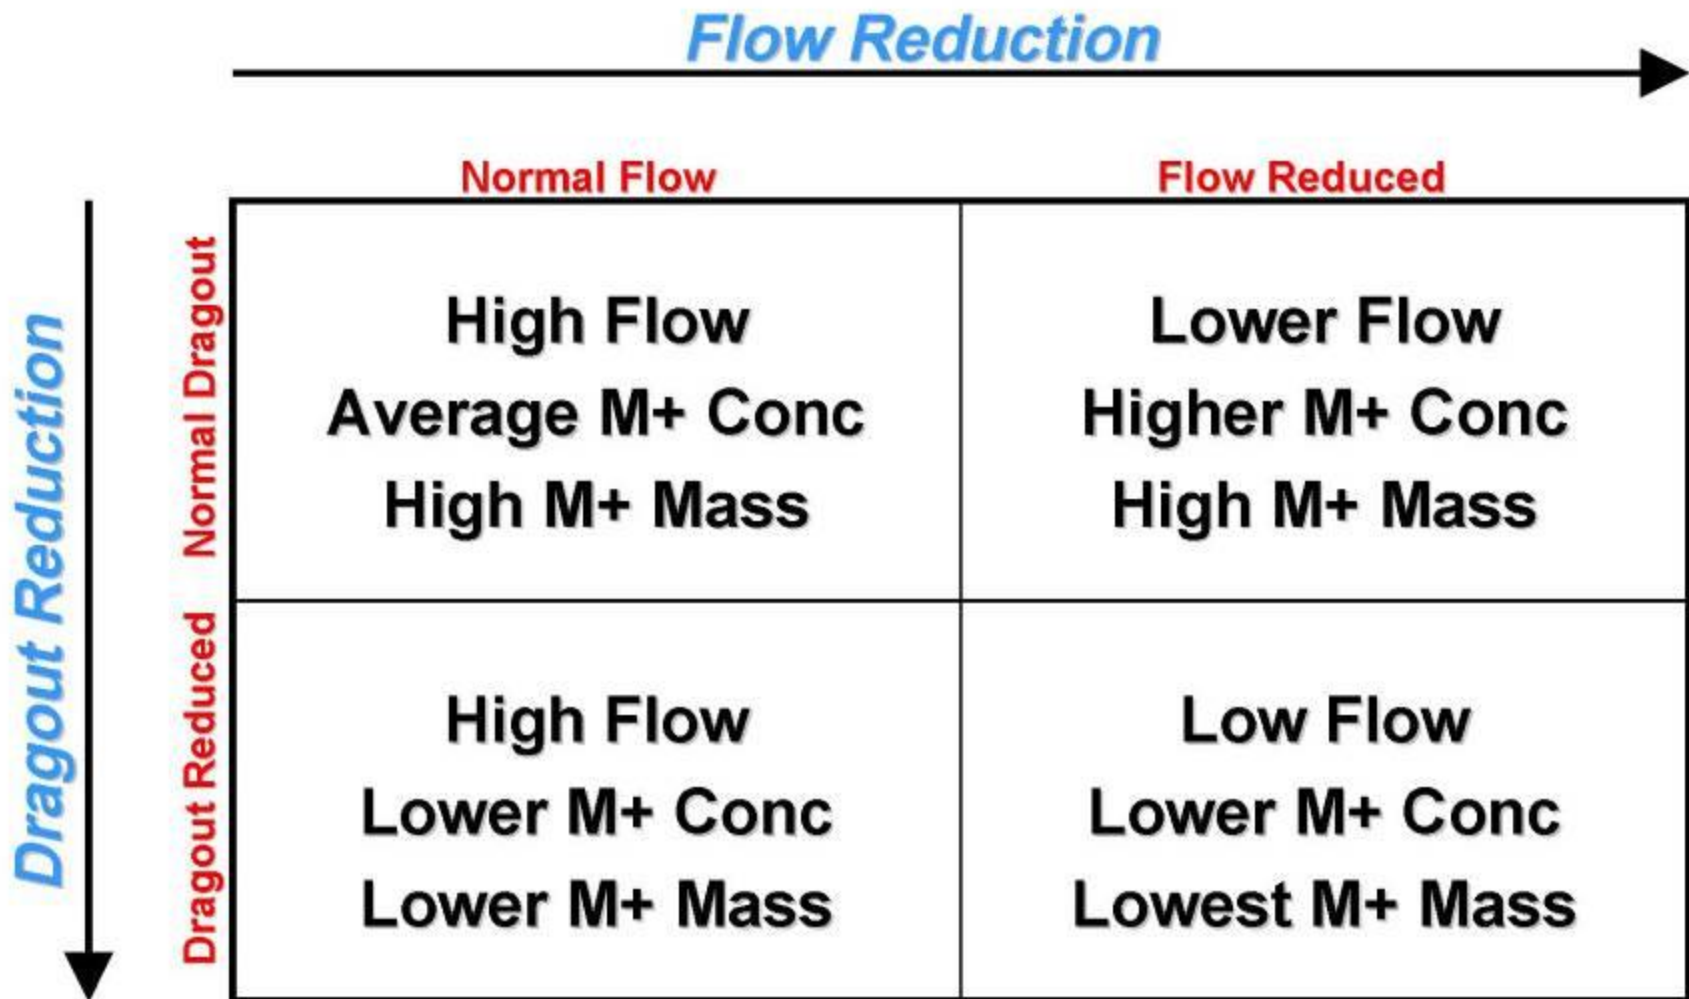 Flow Reduction
Normal Flow
Flow Reduced
Dragout Reduction
Normal Dragout
High Flow
Average M+ Conc
High M+ Mass
Lower Flow
Higher M+ Conc
High M+ Mass
Dragout Reduced
High Flow
Lower M+ Conc
Lower M+ Mass
Low Flow
Lower M+ Conc
Lowest M+ Mass